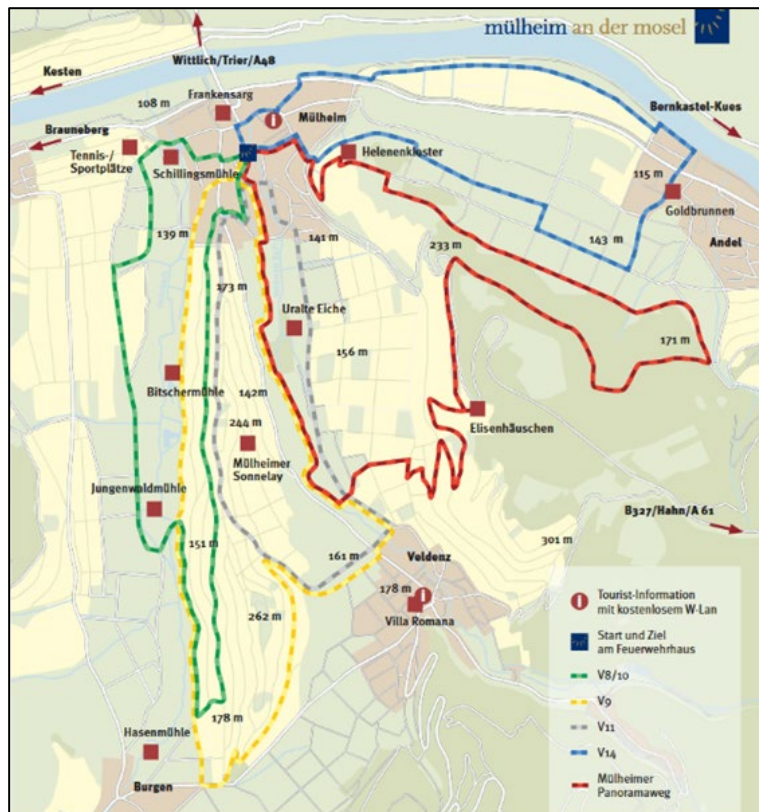 mülheim an der mosel
Wittlich/Trier/A48
Kesten
108 m
Frankensarg
Mülheim
Bernkastel-Kues
Brauneberg
Tennis-/
Sportplätze
Schillingsmühle
Helenenkloster
115 m
Goldbrunnen
Andel
139 m
141 m
233 m
143 m
173 m
Uralte Eiche
156 m
171 m
Bitschermühle
142m
244 m
Mülheimer
Sonnelay
Elisenhäuschen
Jungenwaldmühle
B327/Hahn/A 61
151 m
161 m
Veldenz
301 m
178 m
Villa Romana
262 m
178 m
Hasenmühle
Burgen
i Tourist-Information
mit kostenlosem W-Lan
Start und Ziel
am Feuerwehrhaus
V8/10
V9
V11
V14
Mülheimer
Panoramaweg